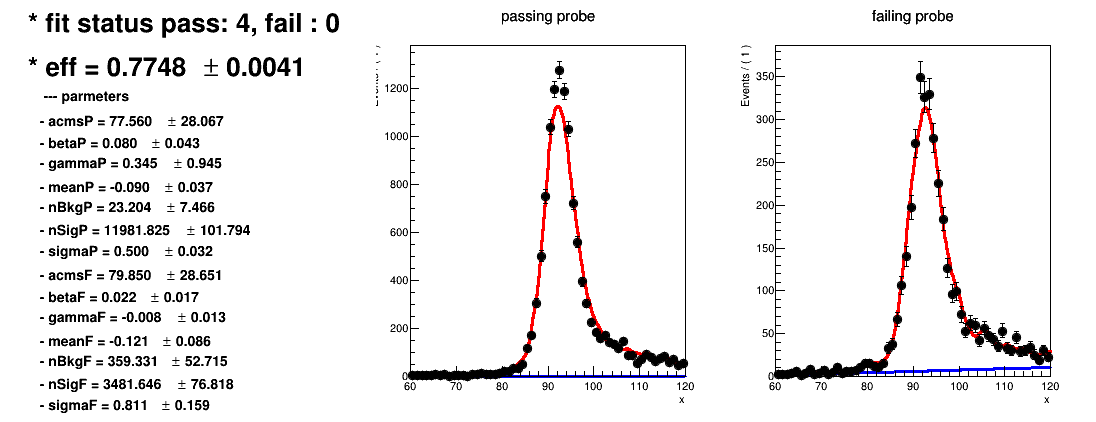 * fit status pass: 4, fail : 0
* eff = 0.7748 ± 0.0041
--- parmeters
- acmsP = 77.560 ± 28.067
- betaP = 0.080 ± 0.043
- gammaP = 0.345 ± 0.945
- meanP = -0.090 ± 0.037
- nBkgP = 23.204 ± 7.466
- nSigP = 11981.825 ± 101.794
- sigmaP = 0.500 ± 0.032
- acmsF = 79.850 ± 28.651
- betaF = 0.022 ± 0.017
- gammaF = -0.008 ± 0.013
- meanF = -0.121 ± 0.086
- nBkgF = 359.331 ± 52.715
- nSigF = 3481.646 ± 76.818
- sigmaF = 0.811 ± 0.159
passing probe
1200
1000
800
600
400
200
0
60 70 80 90 100 110 120
x
failing probe
Events / ( 1 )
350
300
250
200
150
100
50
0
60 70 80 90 100 110 120
x